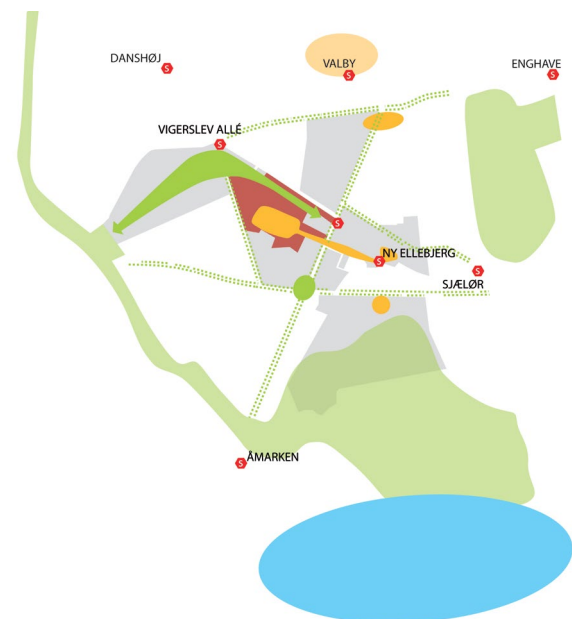 DANSHØJ
S
VALBY
S
ENGHAVE
S
VIGERSLEV ALLÉ
S
S
NY ELLEBJERG
S
SJÆLØR
S
ÅMARKEN
S